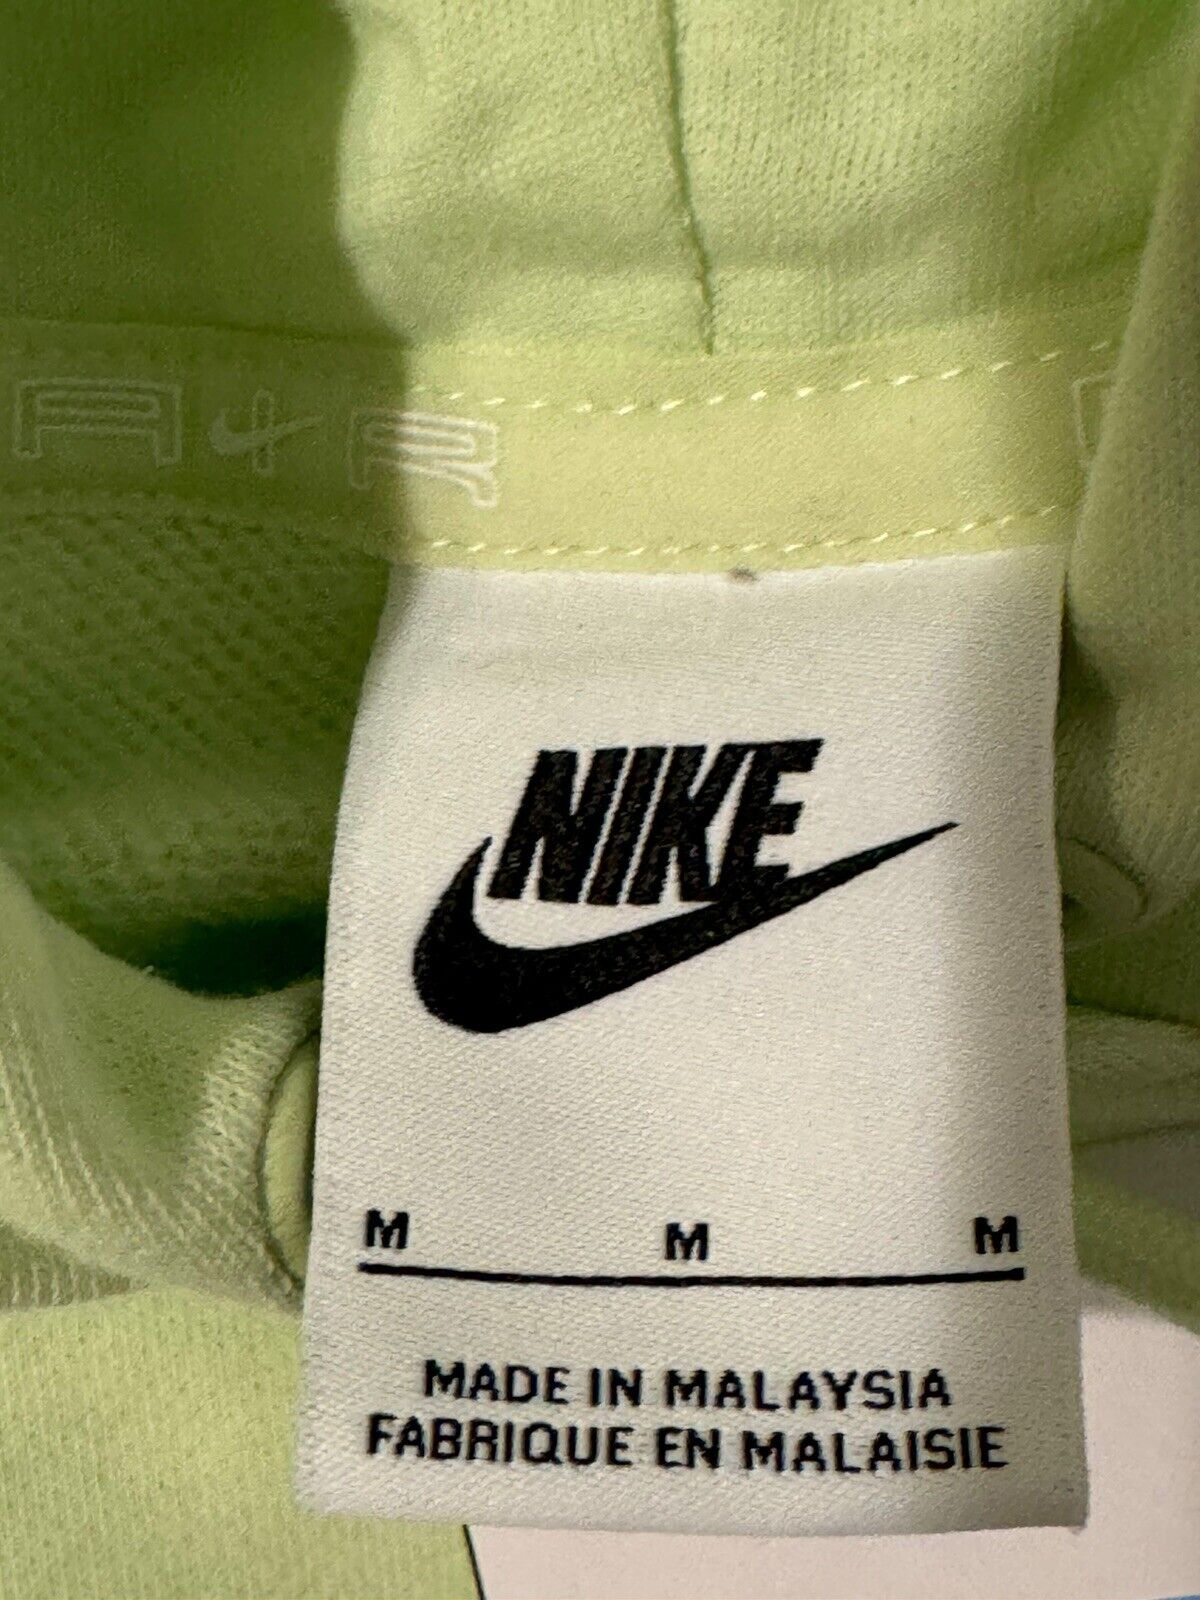 A R
NIKE
M M M
MADE IN MALAYSIA
FABRIQUE EN MALAISIE